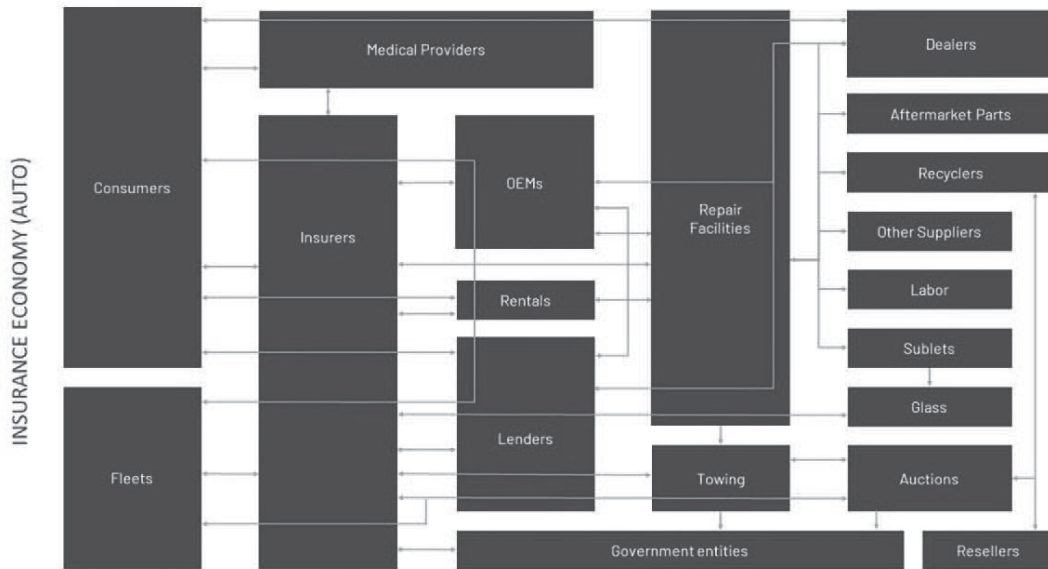 INSURANCE ECONOMY (AUTO)
Medical Providers
Dealers
Aftermarket Parts
Consumers
OEMs
Recyclers
Insurers
Repair
Facilities
Other Suppliers
Rentals
Labor
Sublets
Glass
Lenders
Fleets
Towing
Auctions
Government entities
Resellers